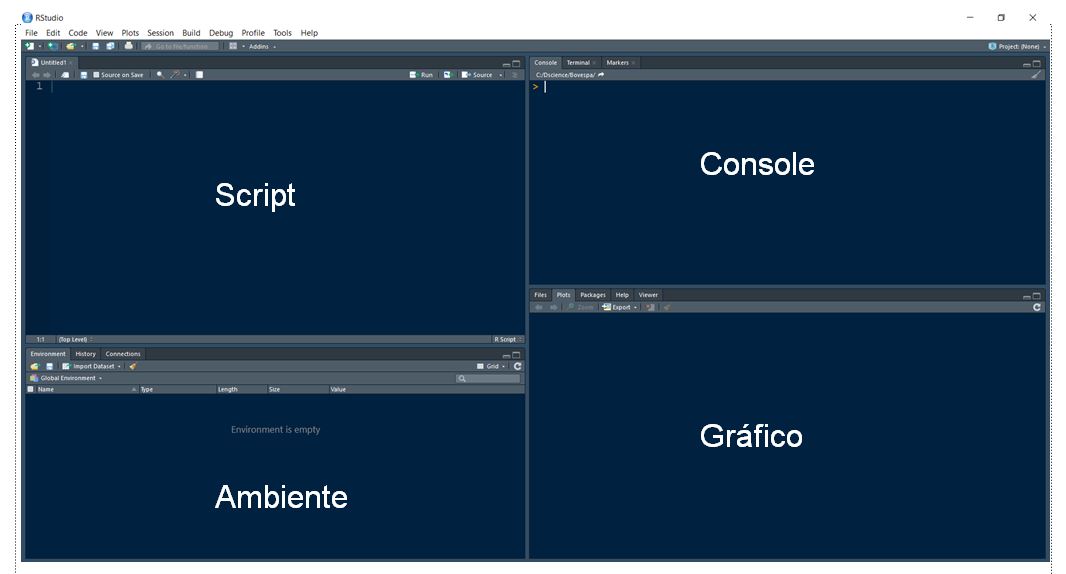 RStudio
File Edit Code View Plots Session Build Debug Profile Tools Help
Go to file/function Addins Project: (None)
Untitled1
Source on Save Run Source
1
Script
1:1 (Top Level) R Script
Environment History Connections
Import Dataset Grid
Global Environment
Name Type Length Size Value
Environment is empty
Ambiente
Console Terminal Markers
C:/Dscience/Bovespa/
>
Console
Files Plots Packages Help Viewer
Zoom Export
Gráfico